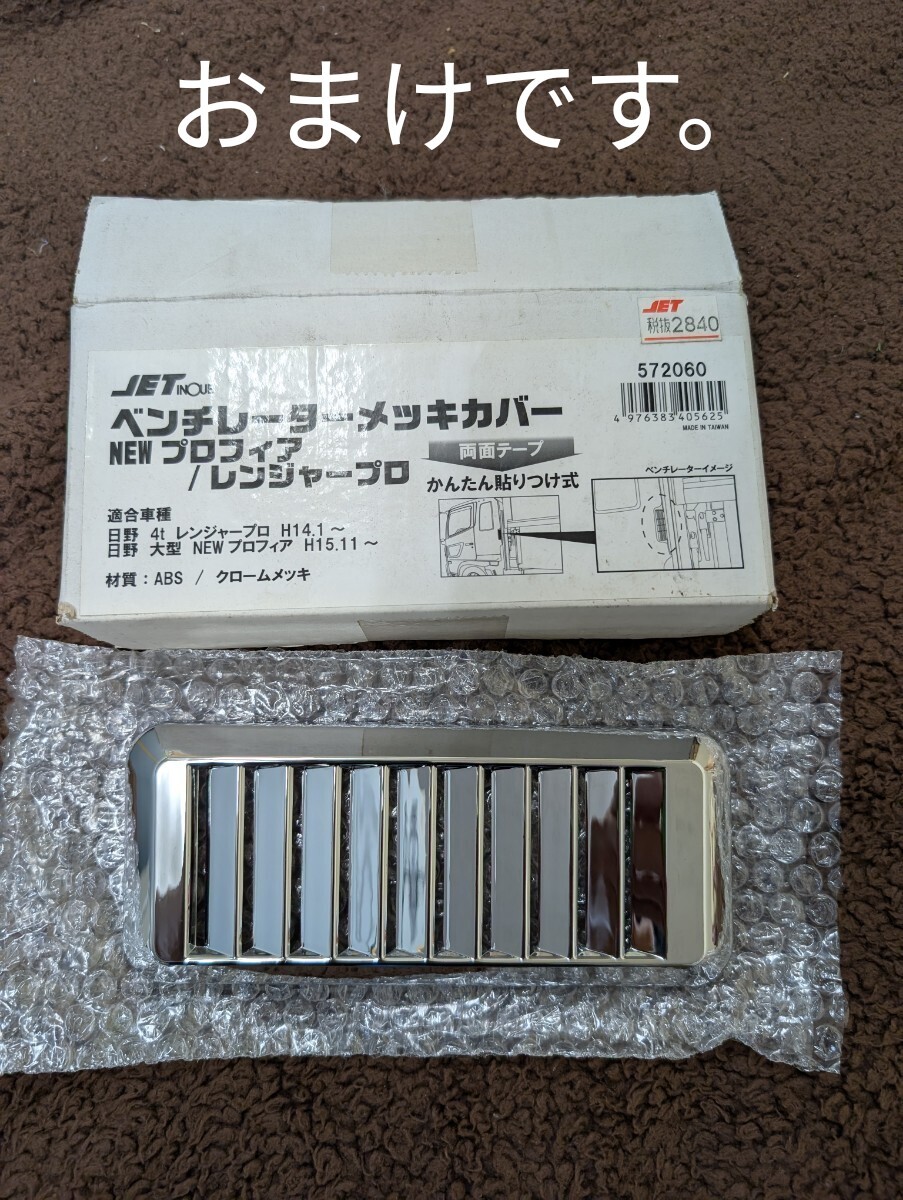 おまけです。
JET
税抜2840
572060
4 976383 405625
MADE IN TAIWAN
JET INOUE
ベンチレーターメッキカバー
NEW プロフィア
/レンジャープロ
両面テープ
かんたん貼りつけ式
ベンチレーターイメージ
適合車種
日野 4t レンジャープロ H14.1～
日野 大型 NEW プロフィア H15.11～
材質：ABS / クロームメッキ